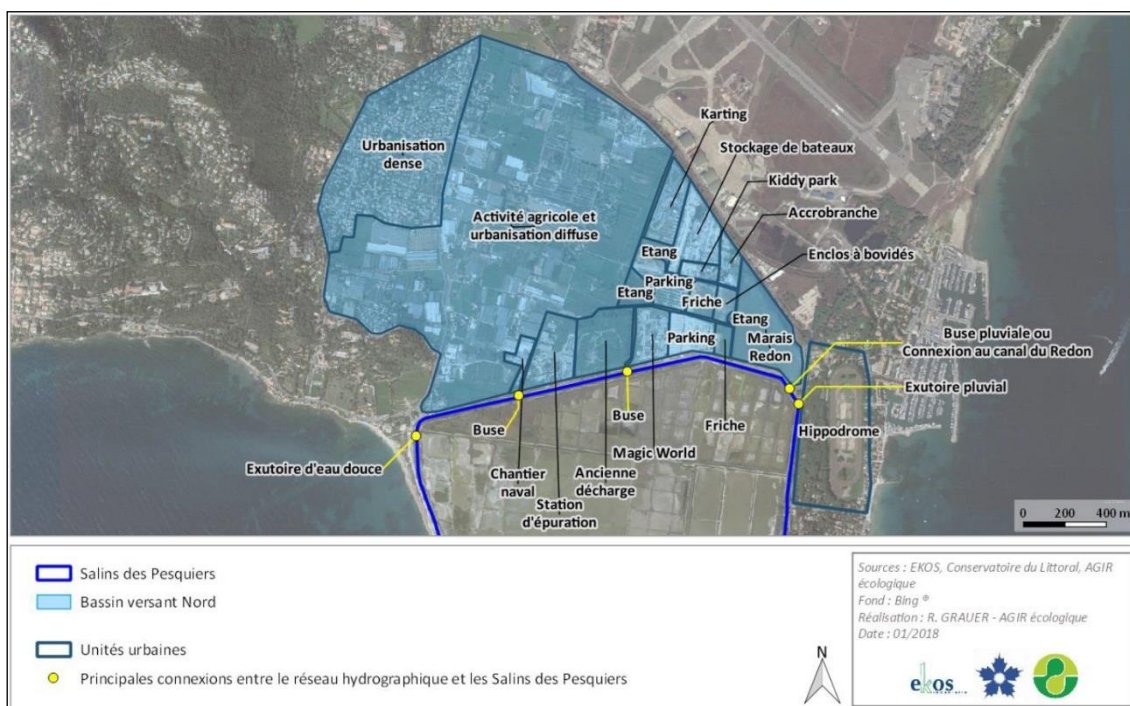 Karting
Urbanisation
dense
Stockage de bateaux
Kiddy park
Activité agricole et
urbanisation diffuse
Accrobranche
Etang
Enclos à bovidés
Parking
Etang
Friche
Etang
Parking
Marais
Redon
Buse pluviale ou
Connexion au canal du Redon
Exutoire pluvial
Buse
Buse
Friche
Hippodrome
Magic World
Exutoire d'eau douce
Chantier
naval
Ancienne
décharge
Station
d'épuration
0 200 400 m
Salins des Pesquiers
Bassin versant Nord
Unités urbaines
Principales connexions entre le réseau hydrographique et les Salins des Pesquiers
N
Sources : EKOS, Conservatoire du Littoral, AGIR
écologique
Fond : Bing ®
Réalisation : R. GRAUER - AGIR écologique
Date : 01/2018
ekos